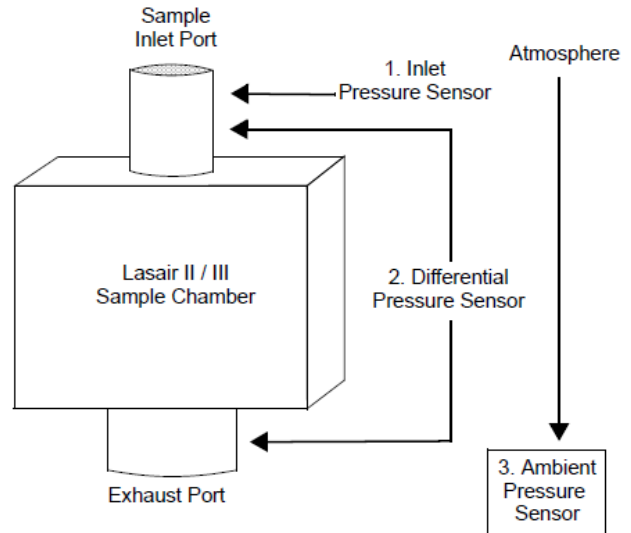 Sample
Inlet Port
1. Inlet
Pressure Sensor
Atmosphere
Lasair II / III
Sample Chamber
2. Differential
Pressure Sensor
Exhaust Port
3. Ambient
Pressure
Sensor